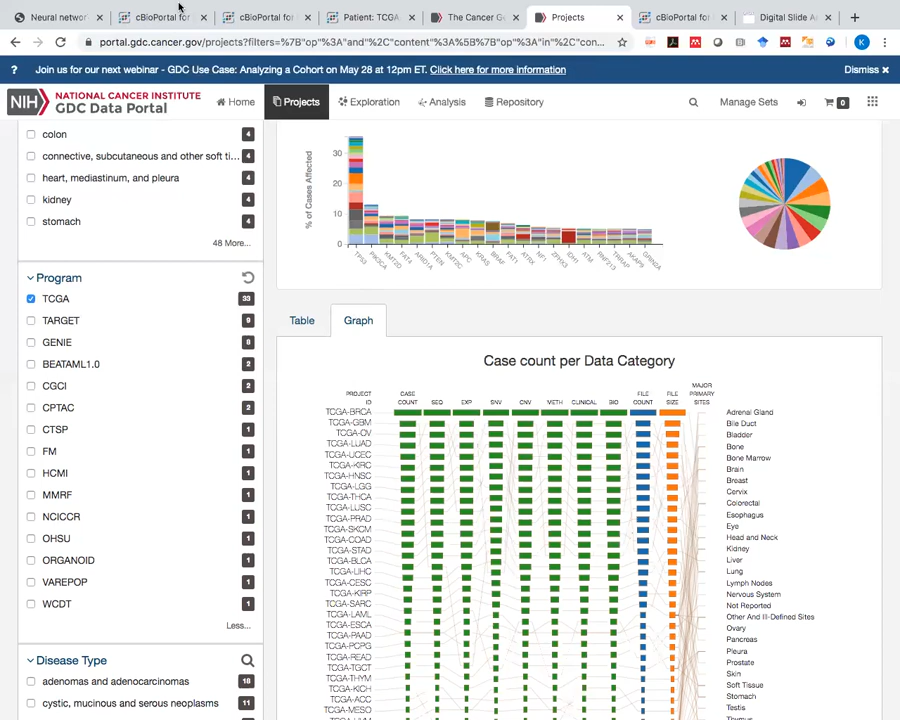 Neural networ
cBioPortal for
cBioPortal for
Patient: TCGA
The Cancer Ge
Projects
cBioPortal for
Digital Slide Ar
portal.gdc.cancer.gov/projects?filters=%7B"op"%3A"and"%2C"content"%3A%5B%7B"op"%3A"in"%2C"con...
? Join us for our next webinar - GDC Use Case: Analyzing a Cohort on May 28 at 12pm ET. Click here for more information Dismiss ×
NIH NATIONAL CANCER INSTITUTE
GDC Data Portal
Home Projects Exploration Analysis Repository Manage Sets 0
colon 4
connective, subcutaneous and other soft ti... 4
heart, mediastinum, and pleura 4
kidney 4
stomach 4
48 More...
Program
TCGA 33
TARGET 9
GENIE 8
BEATAML1.0 2
CGCI 2
CPTAC 2
CTSP 1
FM 1
HCMI 1
MMRF 1
NCICCR 1
OHSU 1
ORGANOID 1
VAREPOP 1
WCDT 1
Less...
Disease Type
adenomas and adenocarcinomas 18
cystic, mucinous and serous neoplasms 11
% of Cases Affected
30
20
10
0
TP53
PIK3CA
KMT2D
FAT4
ARID1A
PTEN
KMT2C
APC
KRAS
BRAF
FAT1
ATRX
NF1
ZFHX3
IDH1
ATM
RNF213
TRRAP
AKAP9
GRIN2A
Table Graph
Case count per Data Category
PROJECT ID
CASE COUNT
SEQ
EXP
SNV
CNV
METH
CLINICAL
BIO
FILE COUNT
FILE SIZE
MAJOR PRIMARY SITES
TCGA-BRCA
TCGA-GBM
TCGA-OV
TCGA-LUAD
TCGA-UCEC
TCGA-KIRC
TCGA-HNSC
TCGA-LGG
TCGA-THCA
TCGA-LUSC
TCGA-PRAD
TCGA-SKCM
TCGA-COAD
TCGA-STAD
TCGA-BLCA
TCGA-LIHC
TCGA-CESC
TCGA-KIRP
TCGA-SARC
TCGA-LAML
TCGA-ESCA
TCGA-PAAD
TCGA-PCPG
TCGA-READ
TCGA-TGCT
TCGA-THYM
TCGA-KICH
TCGA-ACC
TCGA-MESO
Adrenal Gland
Bile Duct
Bladder
Bone
Bone Marrow
Brain
Breast
Cervix
Colorectal
Esophagus
Eye
Head and Neck
Kidney
Liver
Lung
Lymph Nodes
Nervous System
Not Reported
Other And Ill-Defined Sites
Ovary
Pancreas
Pleura
Prostate
Skin
Soft Tissue
Stomach
Testis
Thymus